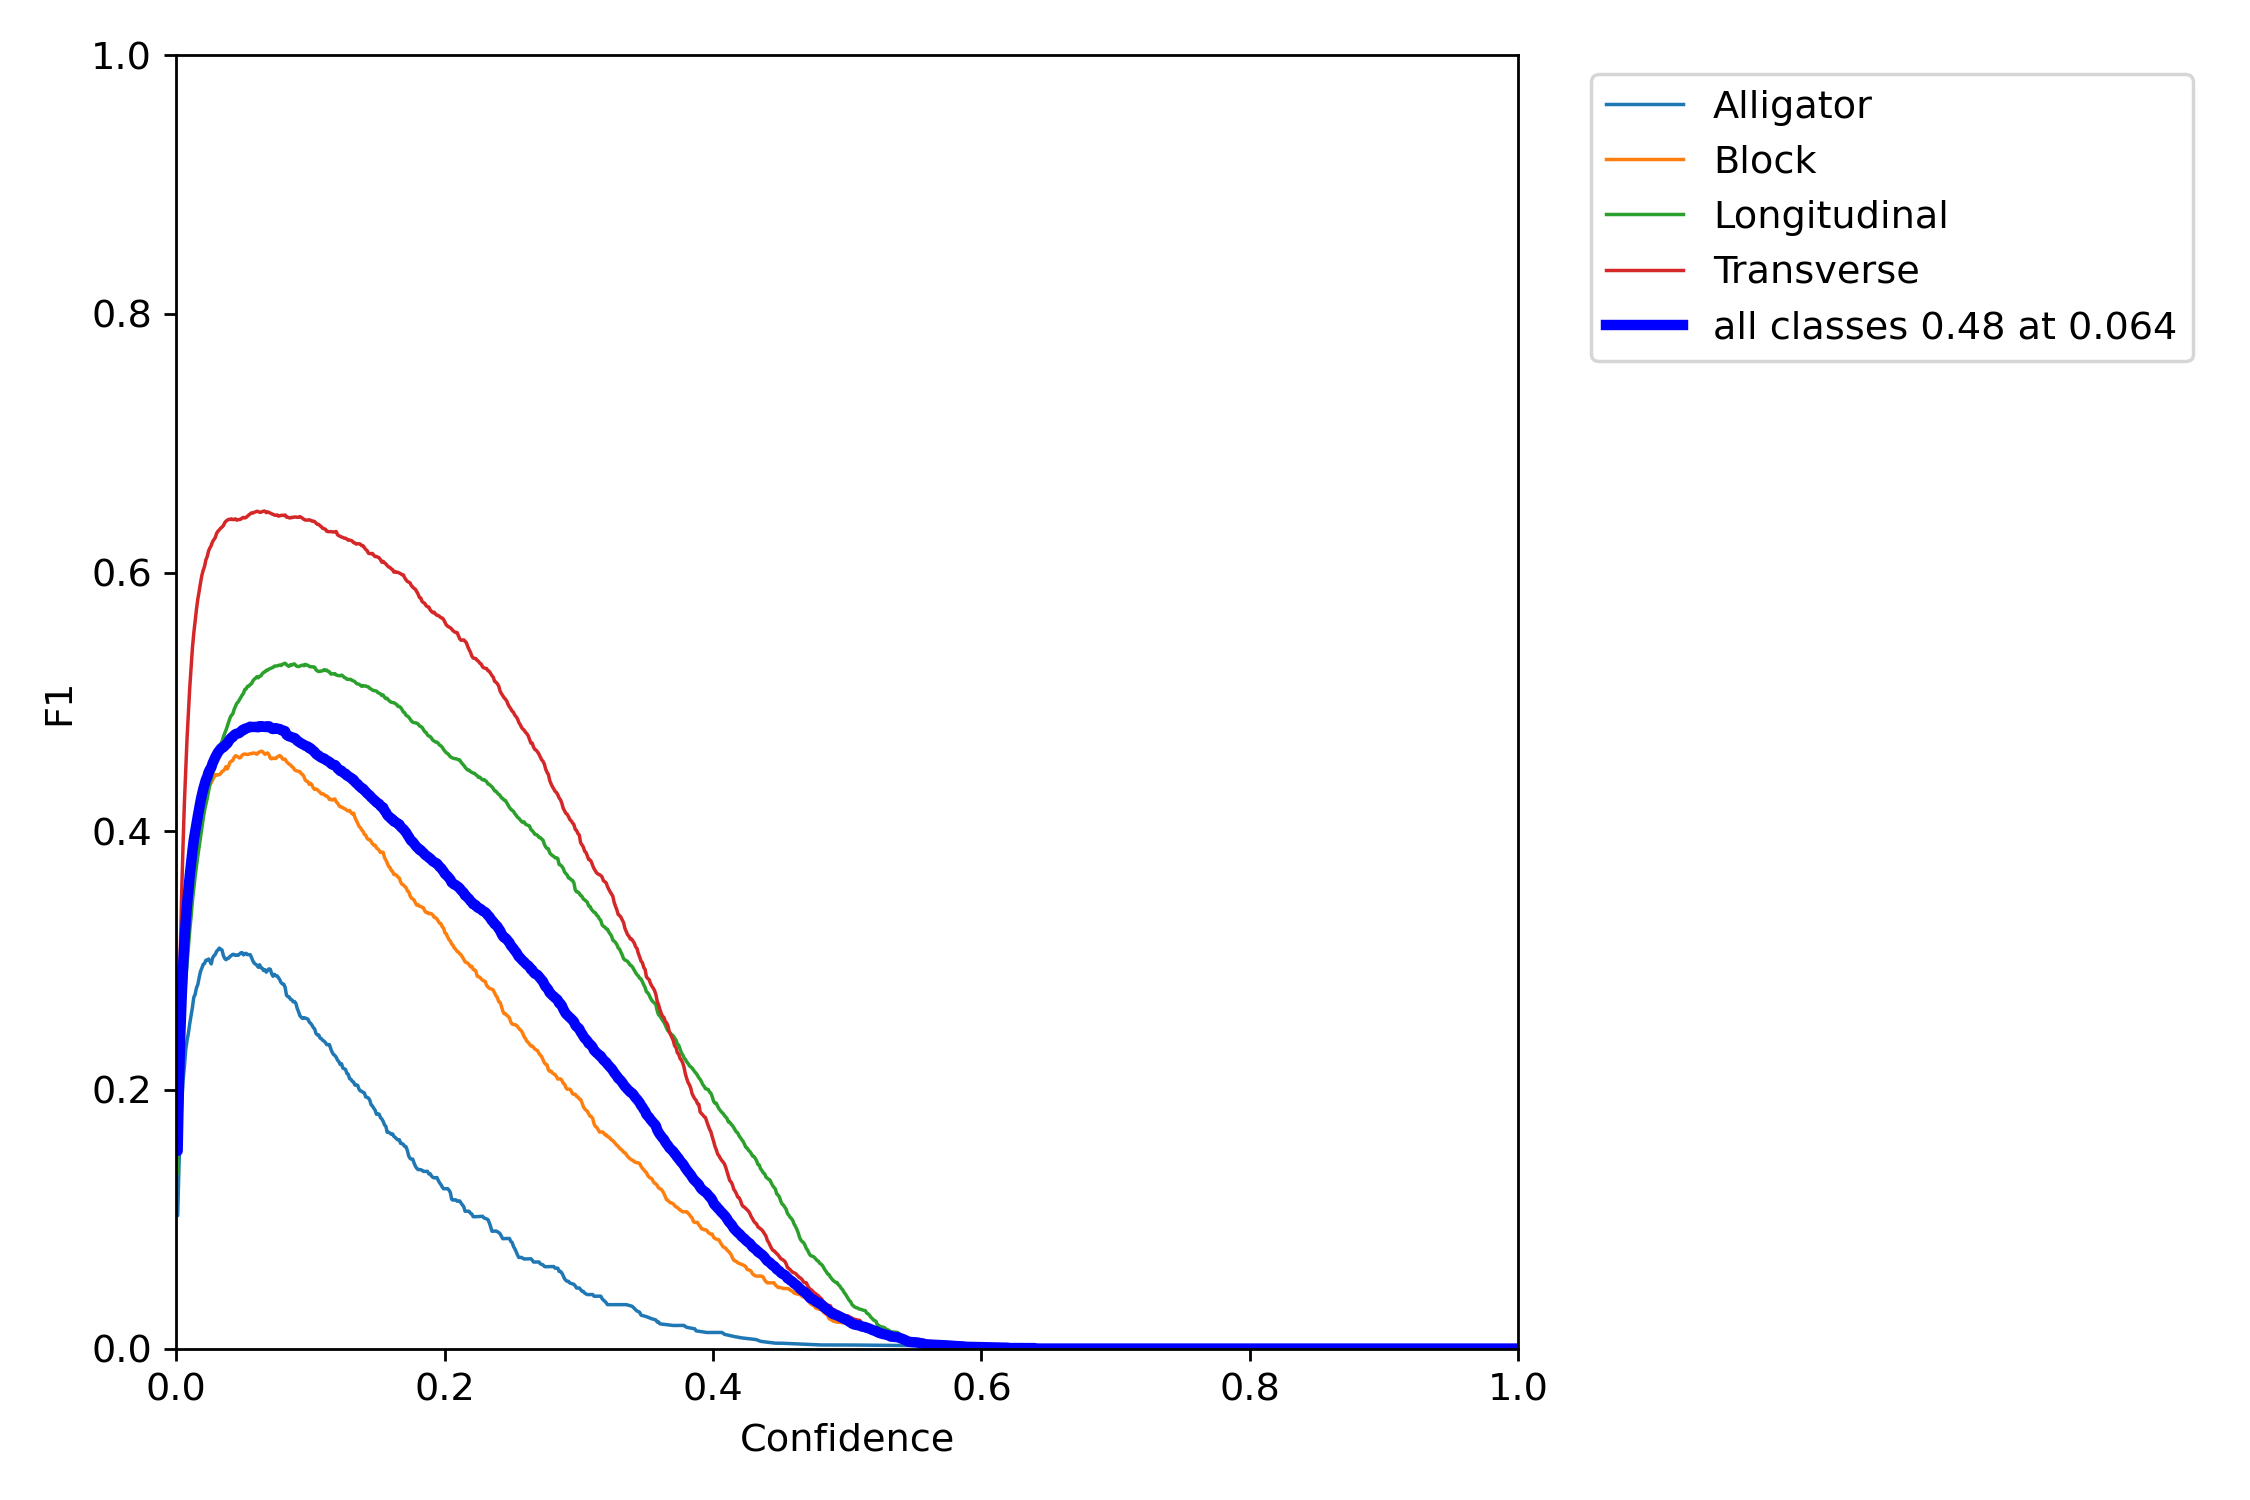 1.0
0.8
0.6
0.4
0.2
0.0
F1
0.0 0.2 0.4 0.6 0.8 1.0
Confidence
Alligator
Block
Longitudinal
Transverse
all classes 0.48 at 0.064